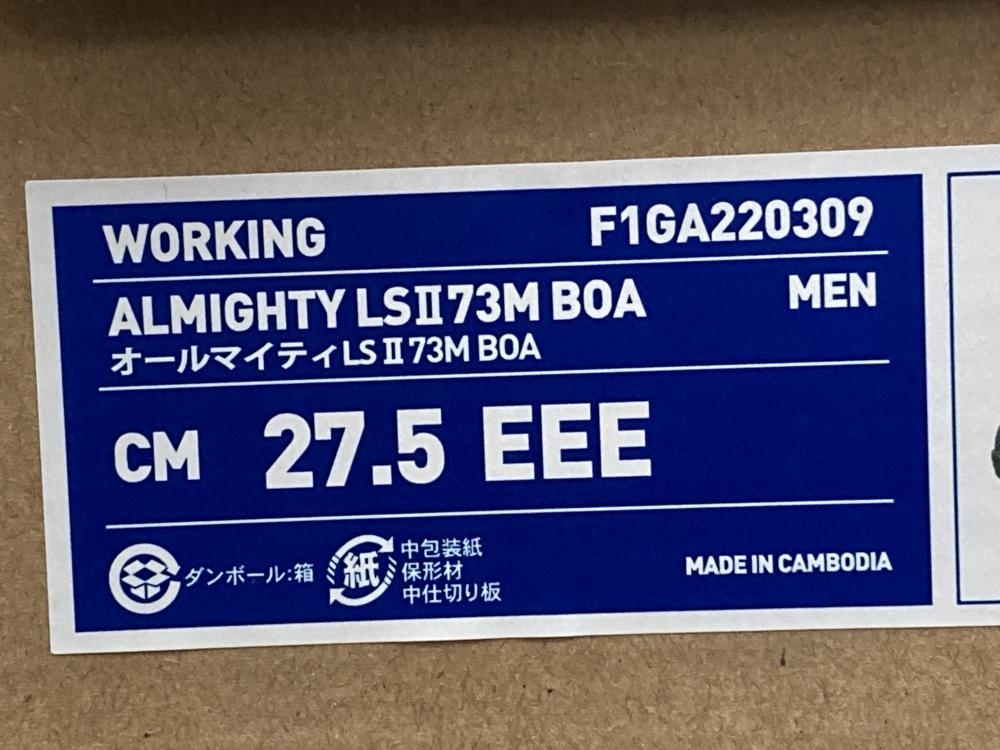 WORKING F1GA220309
ALMIGHTY LSⅡ73M BOA MEN
オールマイティLSⅡ73M BOA
CM 27.5 EEE
ダンボール:箱
紙
中包装紙
保形材
中仕切り板
MADE IN CAMBODIA